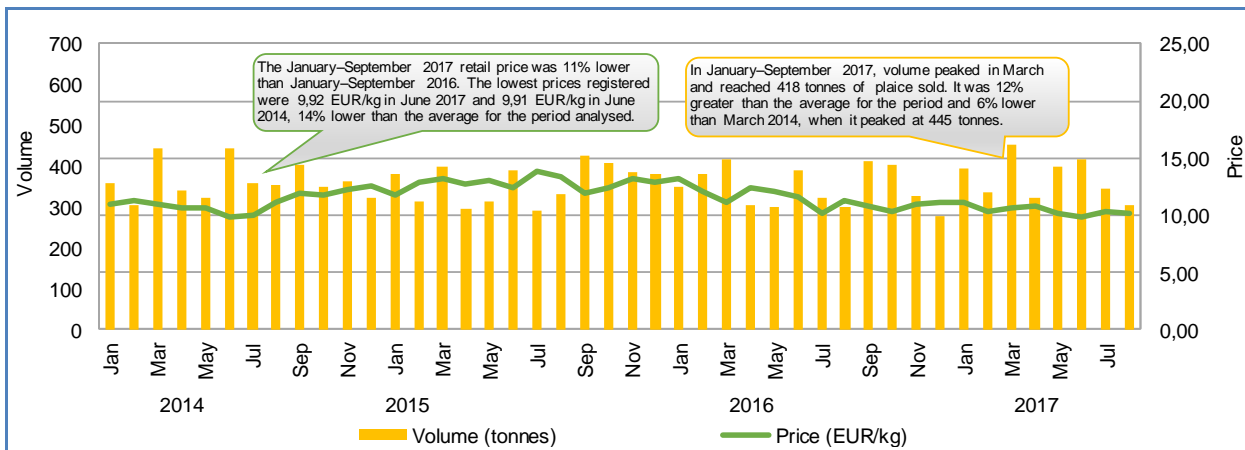 700
600
500
400
300
200
100
0
Volume
25,00
20,00
15,00
10,00
5,00
0,00
Price
The January–September 2017 retail price was 11% lower
than January–September 2016. The lowest prices registered
were 9,92 EUR/kg in June 2017 and 9,91 EUR/kg in June
2014, 14% lower than the average for the period analysed.
In January–September 2017, volume peaked in March
and reached 418 tonnes of plaice sold. It was 12%
greater than the average for the period and 6% lower
than March 2014, when it peaked at 445 tonnes.
Jan Mar May Jul Sep Nov Jan Mar May Jul Sep Nov Jan Mar May Jul Sep Nov Jan Mar May Jul
2014 2015 2016 2017
Volume (tonnes) Price (EUR/kg)